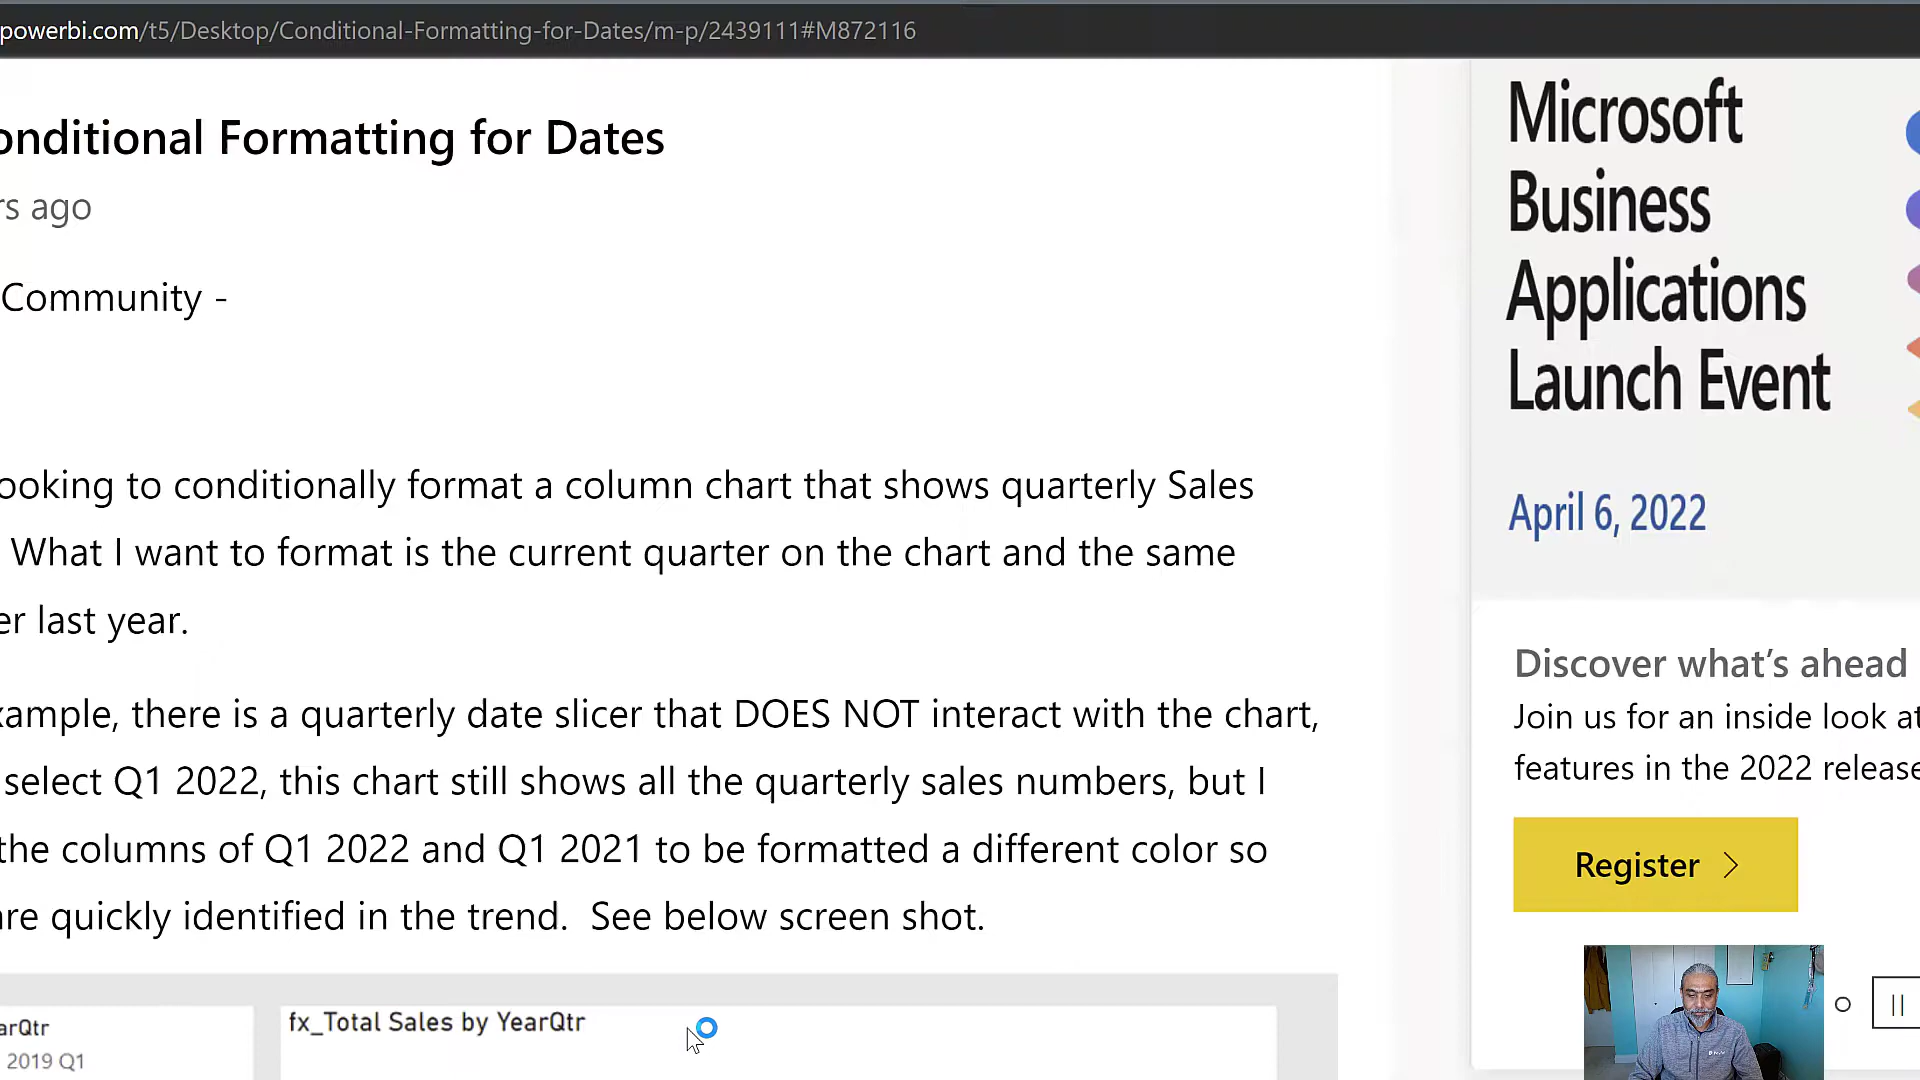 powerbi.com/t5/Desktop/Conditional-Formatting-for-Dates/m-p/2439111#M872116
onditional Formatting for Dates
rs ago
Community -
ooking to conditionally format a column chart that shows quarterly Sales
What I want to format is the current quarter on the chart and the same
er last year.
xample, there is a quarterly date slicer that DOES NOT interact with the chart,
select Q1 2022, this chart still shows all the quarterly sales numbers, but I
the columns of Q1 2022 and Q1 2021 to be formatted a different color so
are quickly identified in the trend.  See below screen shot.
arQtr
2019 Q1
fx_Total Sales by YearQtr
Microsoft
Business
Applications
Launch Event
April 6, 2022
Discover what's ahead
Join us for an inside look at
features in the 2022 release
Register